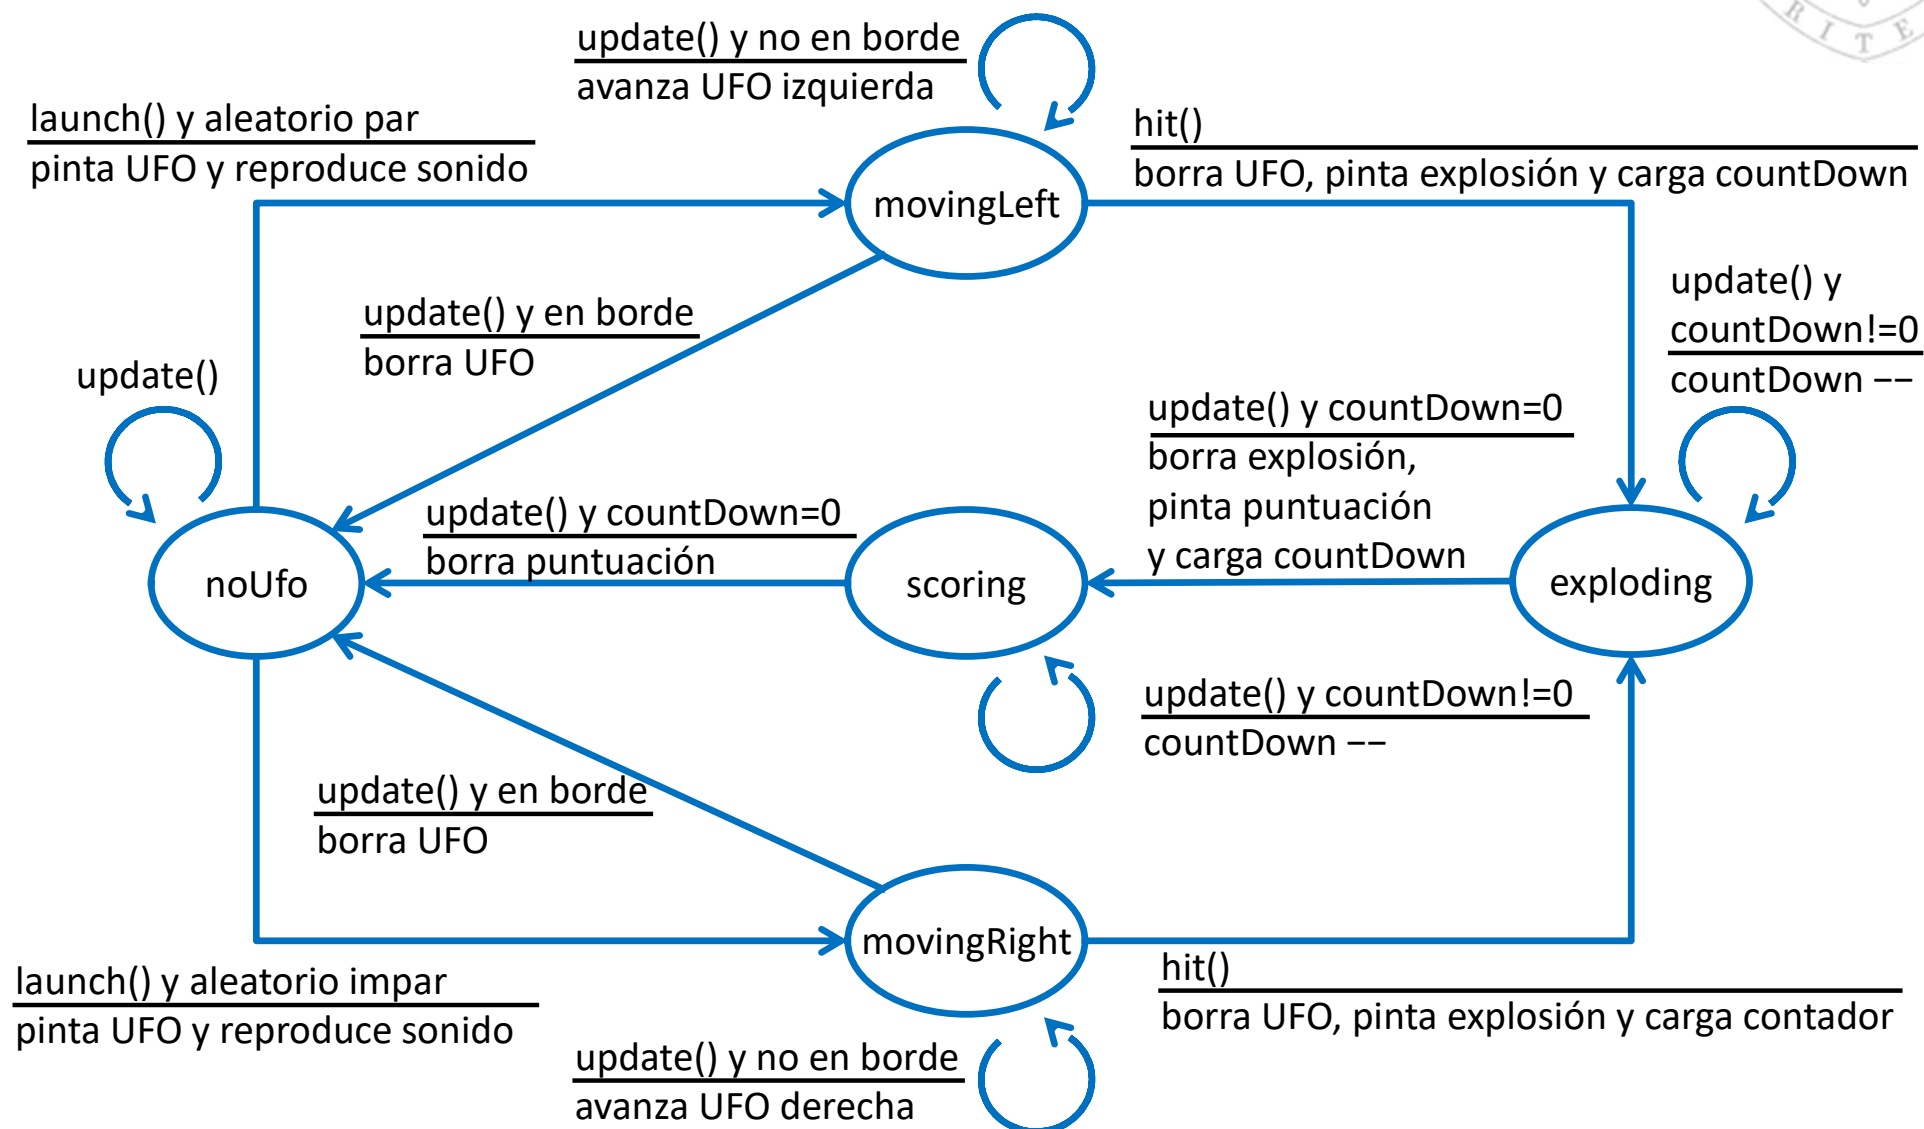 update() y no en borde
avanza UFO izquierda
launch() y aleatorio par
pinta UFO y reproduce sonido
hit()
borra UFO, pinta explosión y carga countDown
movingLeft
update() y
countDown!=0
countDown −−
update() y en borde
borra UFO
update()
update() y countDown=0
borra explosión,
pinta puntuación
y carga countDown
update() y countDown=0
borra puntuación
noUfo
scoring
exploding
update() y countDown!=0
countDown −−
update() y en borde
borra UFO
movingRight
launch() y aleatorio impar
pinta UFO y reproduce sonido
hit()
borra UFO, pinta explosión y carga contador
update() y no en borde
avanza UFO derecha
R I T E